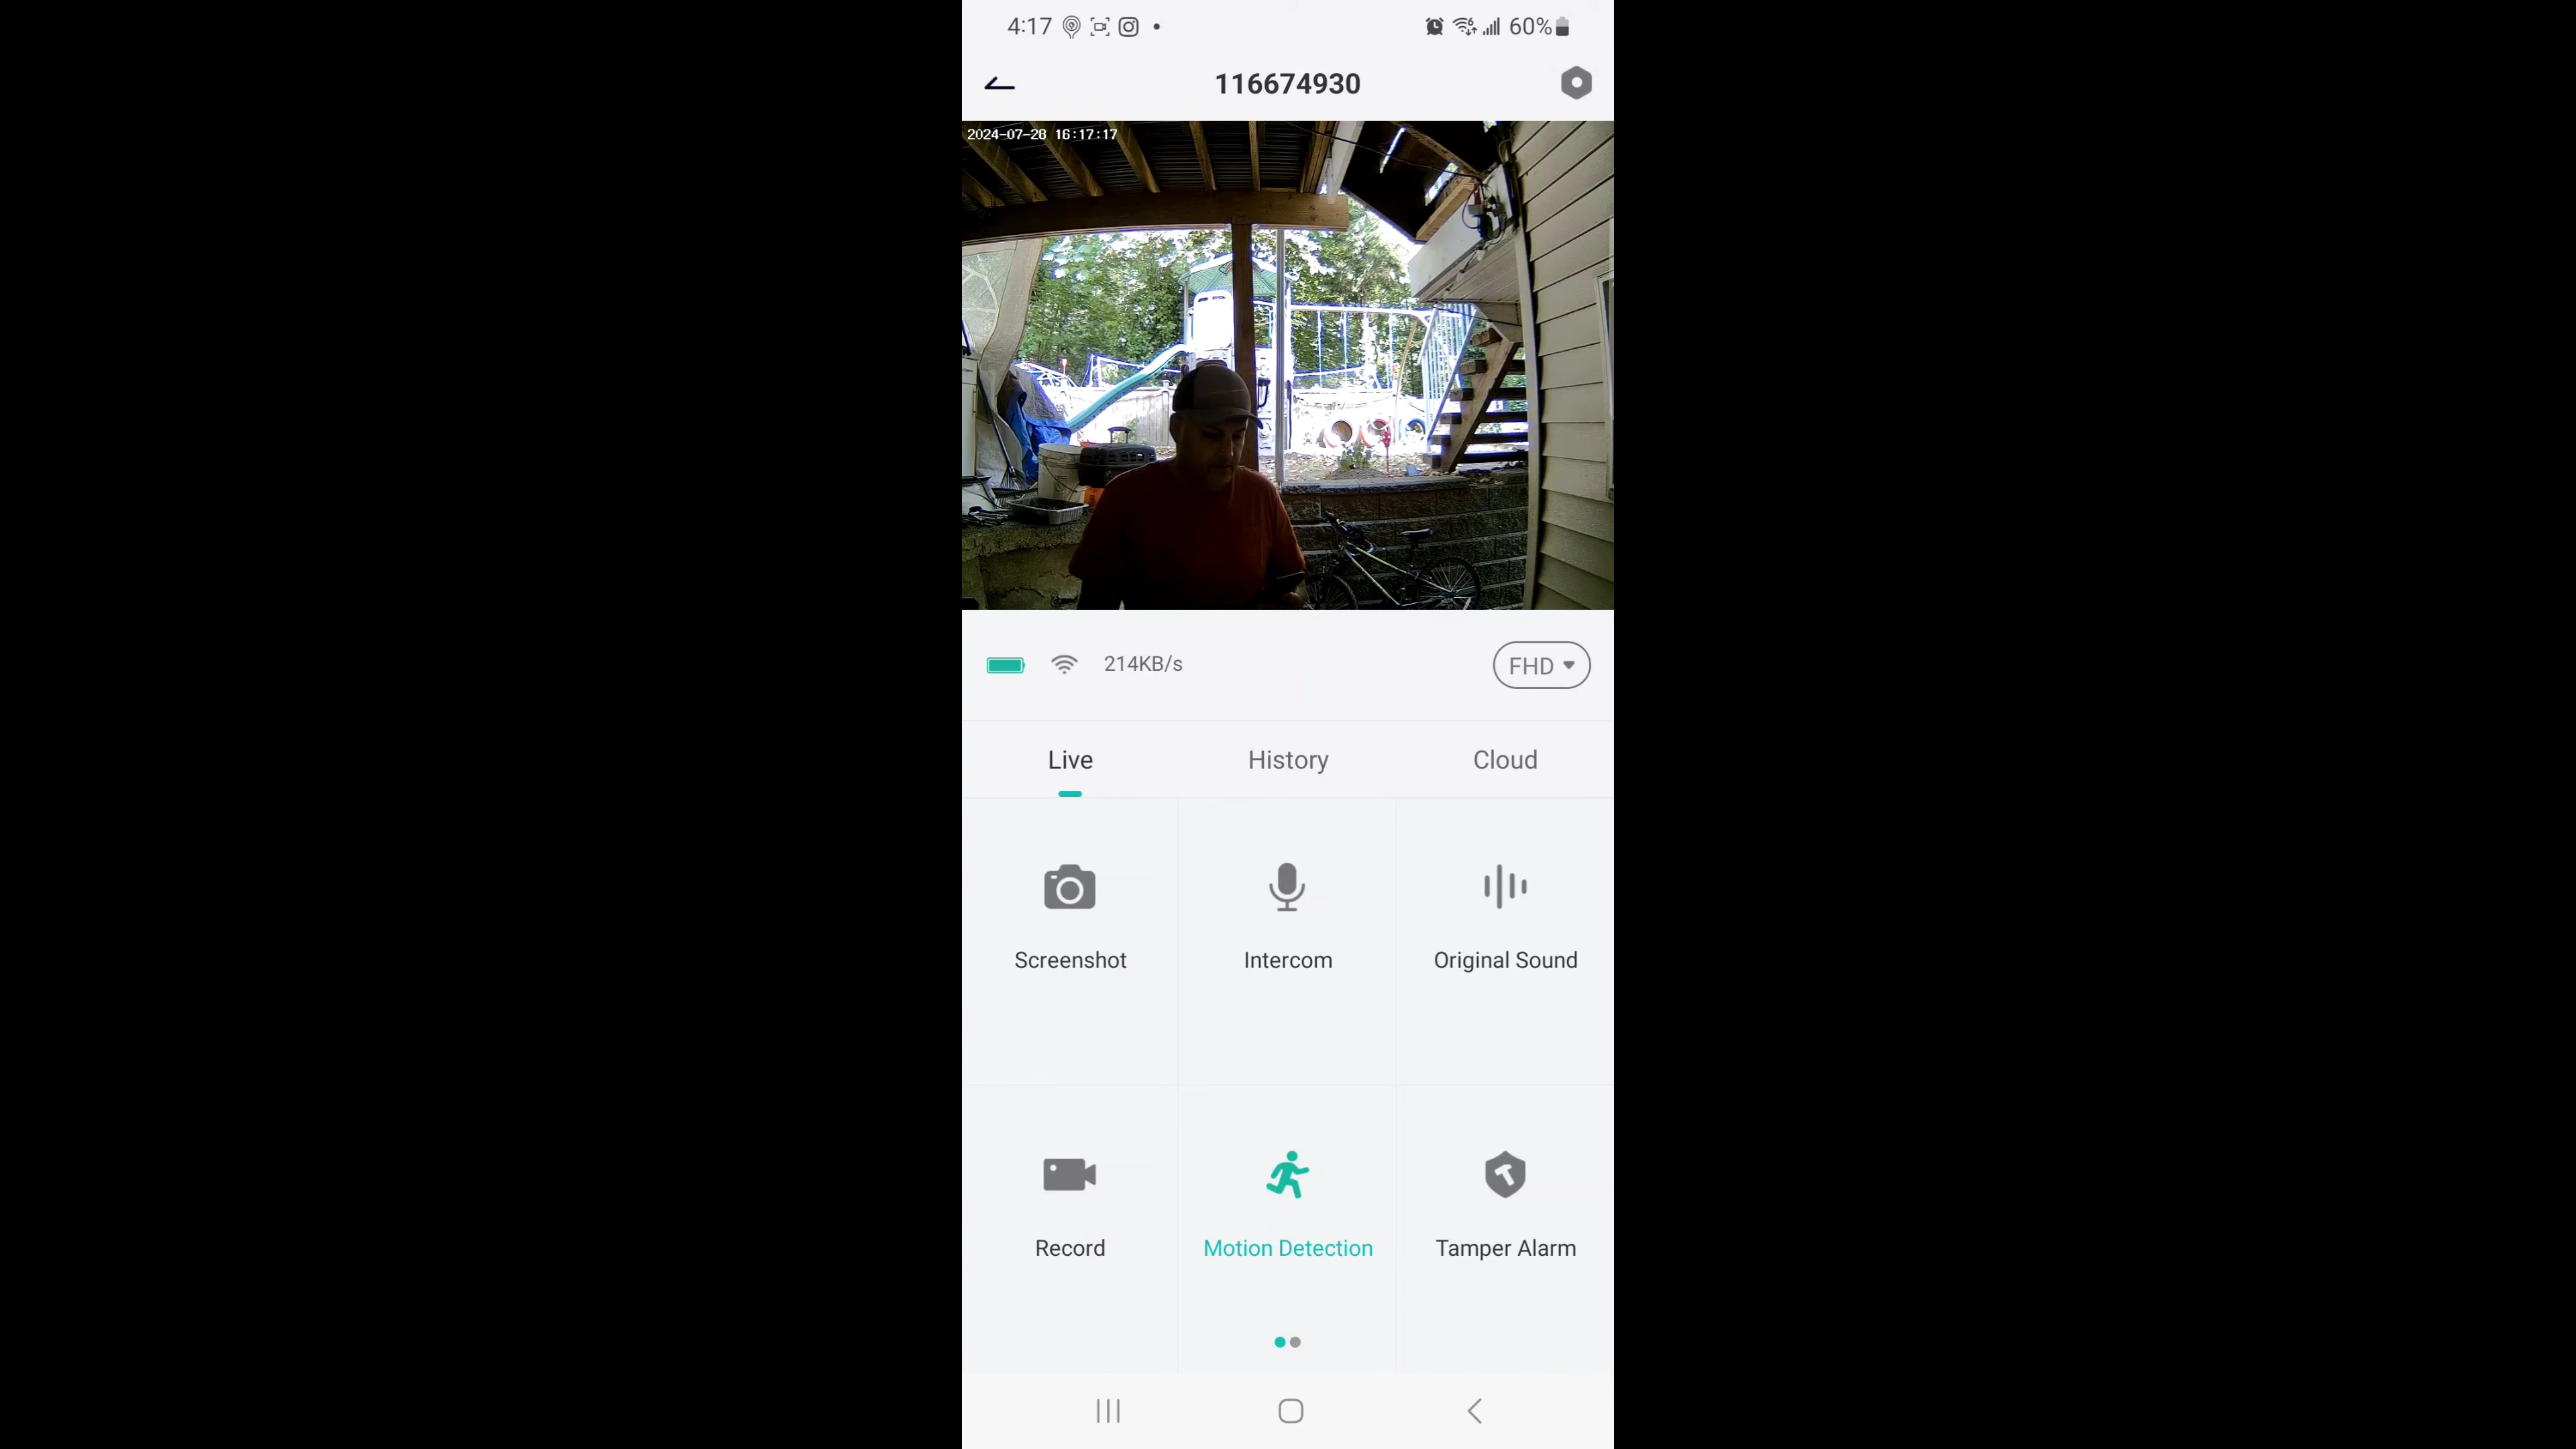 4:17 60%
116674930
2024-07-28 16:17:17
214KB/s FHD
Live History Cloud
Screenshot Intercom Original Sound
Record Motion Detection Tamper Alarm